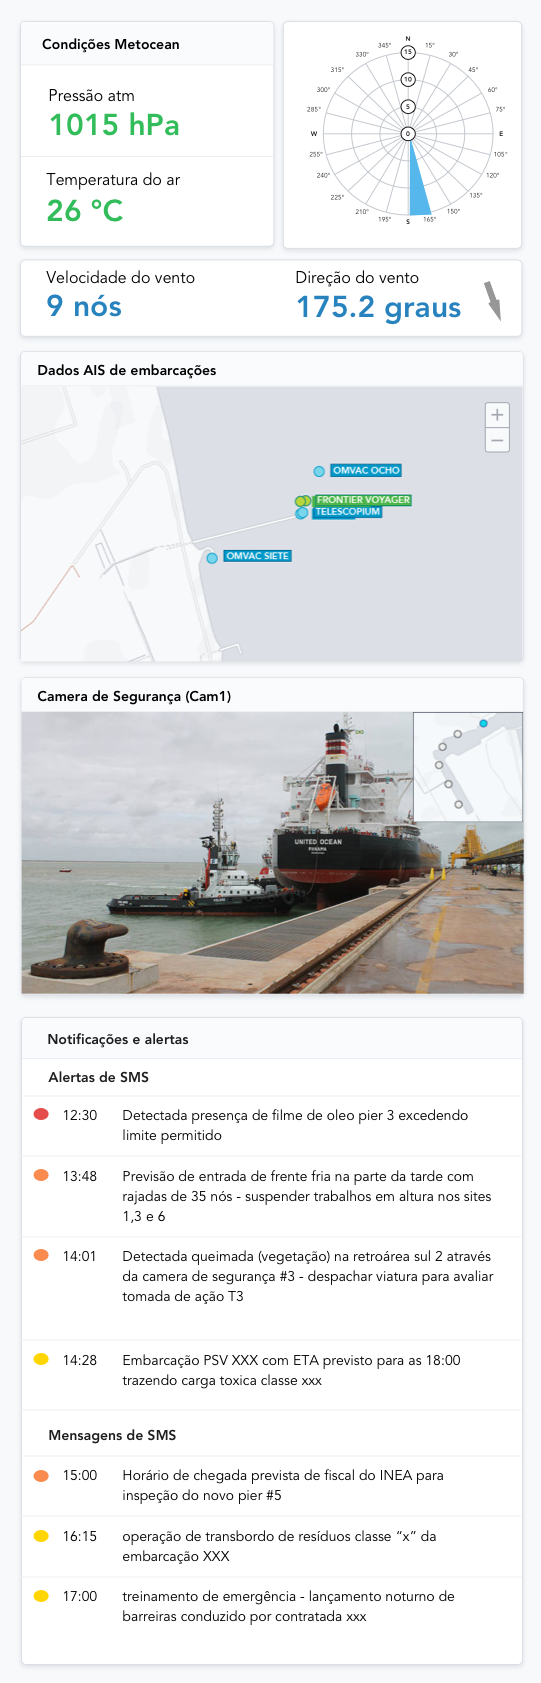 Condições Metocean
Pressão atm
1015 hPa
Temperatura do ar
26 °C
N
345°
15°
330°
30°
315°
45°
300°
60°
285°
75°
W
E
255°
105°
240°
120°
225°
135°
210°
150°
195°
165°
S
15
10
5
0
Velocidade do vento
9 nós
Direção do vento
175.2 graus
Dados AIS de embarcações
+
−
OMVAC OCHO
FRONTIER VOYAGER
TELESCOPIUM
OMVAC SIETE
Camera de Segurança (Cam1)
UNITED OCEAN
PANAMA
Notificações e alertas
Alertas de SMS
12:30 Detectada presença de filme de oleo pier 3 excedendo
limite permitido
13:48 Previsão de entrada de frente fria na parte da tarde com
rajadas de 35 nós - suspender trabalhos em altura nos sites
1,3 e 6
14:01 Detectada queimada (vegetação) na retroárea sul 2 através
da camera de segurança #3 - despachar viatura para avaliar
tomada de ação T3
14:28 Embarcação PSV XXX com ETA previsto para as 18:00
trazendo carga toxica classe xxx
Mensagens de SMS
15:00 Horário de chegada prevista de fiscal do INEA para
inspeção do novo pier #5
16:15 operação de transbordo de resíduos classe “x” da
embarcação XXX
17:00 treinamento de emergência - lançamento noturno de
barreiras conduzido por contratada xxx